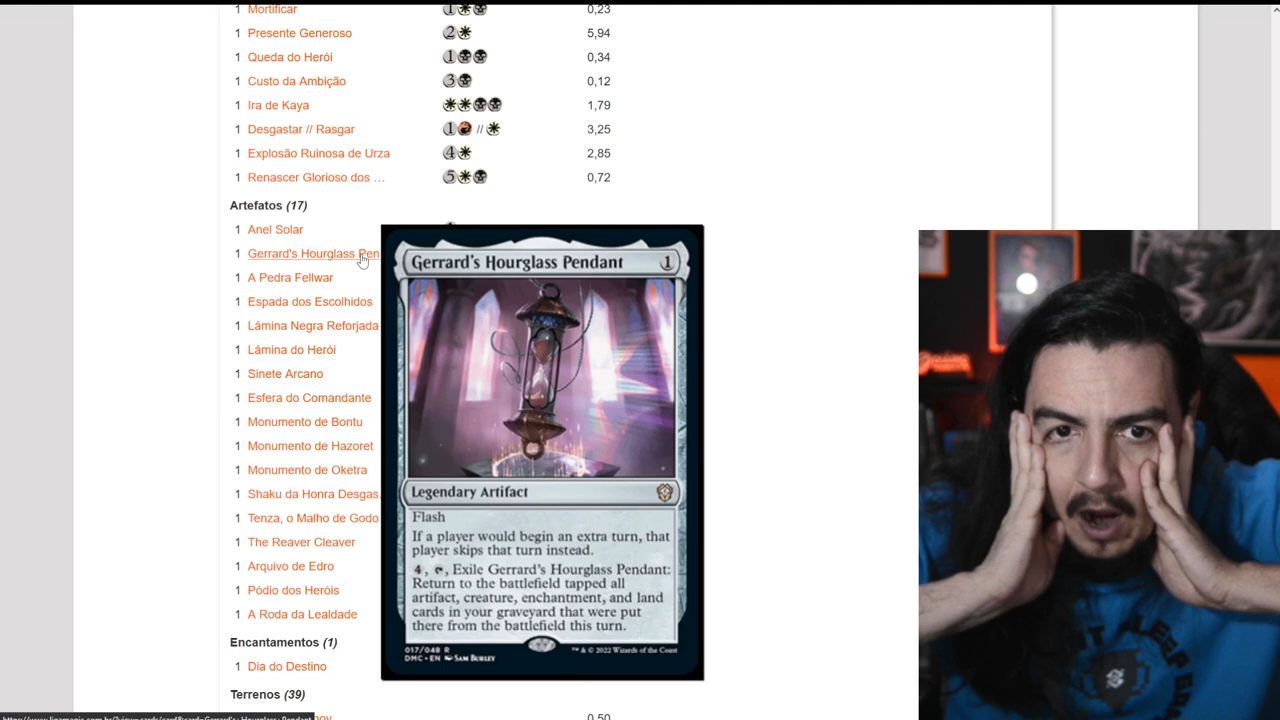 1 Mortificar 1 0,23
1 Presente Generoso 2 5,94
1 Queda do Herói 1 0,34
1 Custo da Ambição 3 0,12
1 Ira de Kaya 1,79
1 Desgastar // Rasgar 1 // 3,25
1 Explosão Ruinosa de Urza 4 2,85
1 Renascer Glorioso dos ... 5 0,72
Artefatos (17)
1 Anel Solar
1 Gerrard's Hourglass Pen
1 A Pedra Fellwar
1 Espada dos Escolhidos
1 Lâmina Negra Reforjada
1 Lâmina do Herói
1 Sinete Arcano
1 Esfera do Comandante
1 Monumento de Bontu
1 Monumento de Hazoret
1 Monumento de Oketra
1 Shaku da Honra Desgas.
1 Tenza, o Malho de Godo
1 The Reaver Cleaver
1 Arquivo de Edro
1 Pódio dos Heróis
1 A Roda da Lealdade
Encantamentos (1)
1 Dia do Destino
Terrenos (39)
0,50
Gerrard's Hourglass Pendant 1
Legendary Artifact
Flash
If a player would begin an extra turn, that
player skips that turn instead.
4, , Exile Gerrard's Hourglass Pendant:
Return to the battlefield tapped all
artifact, creature, enchantment, and land
cards in your graveyard that were put
there from the battlefield this turn.
017/048 R
DMC • EN Sam Burley
™ & © 2022 Wizards of the Coast